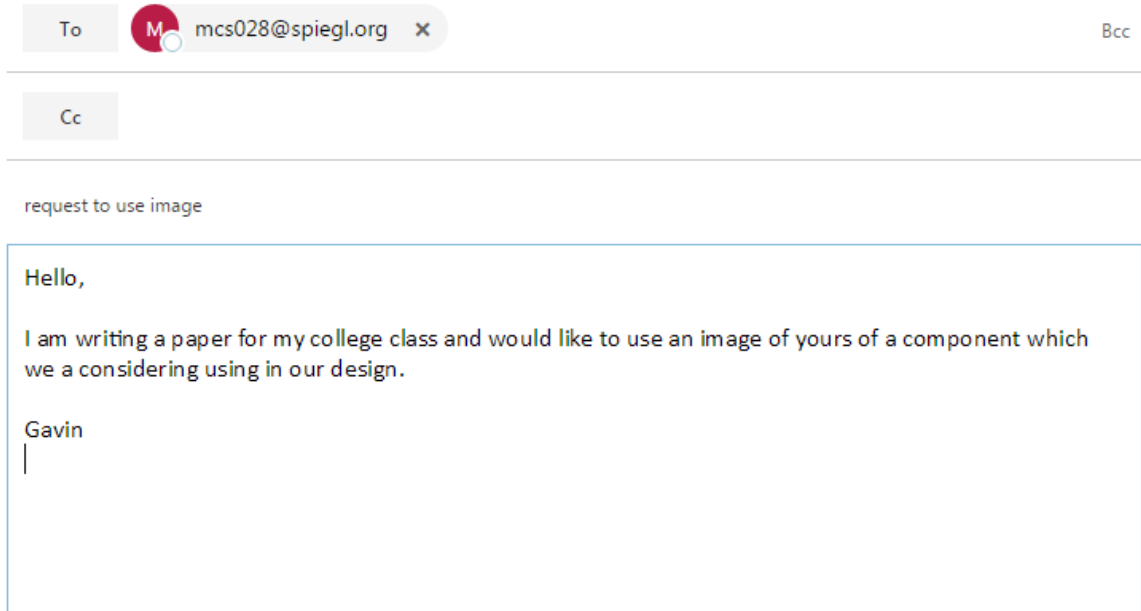 To M mcs028@spiegl.org × Bcc
Cc
request to use image
Hello,
I am writing a paper for my college class and would like to use an image of yours of a component which
we a considering using in our design.
Gavin